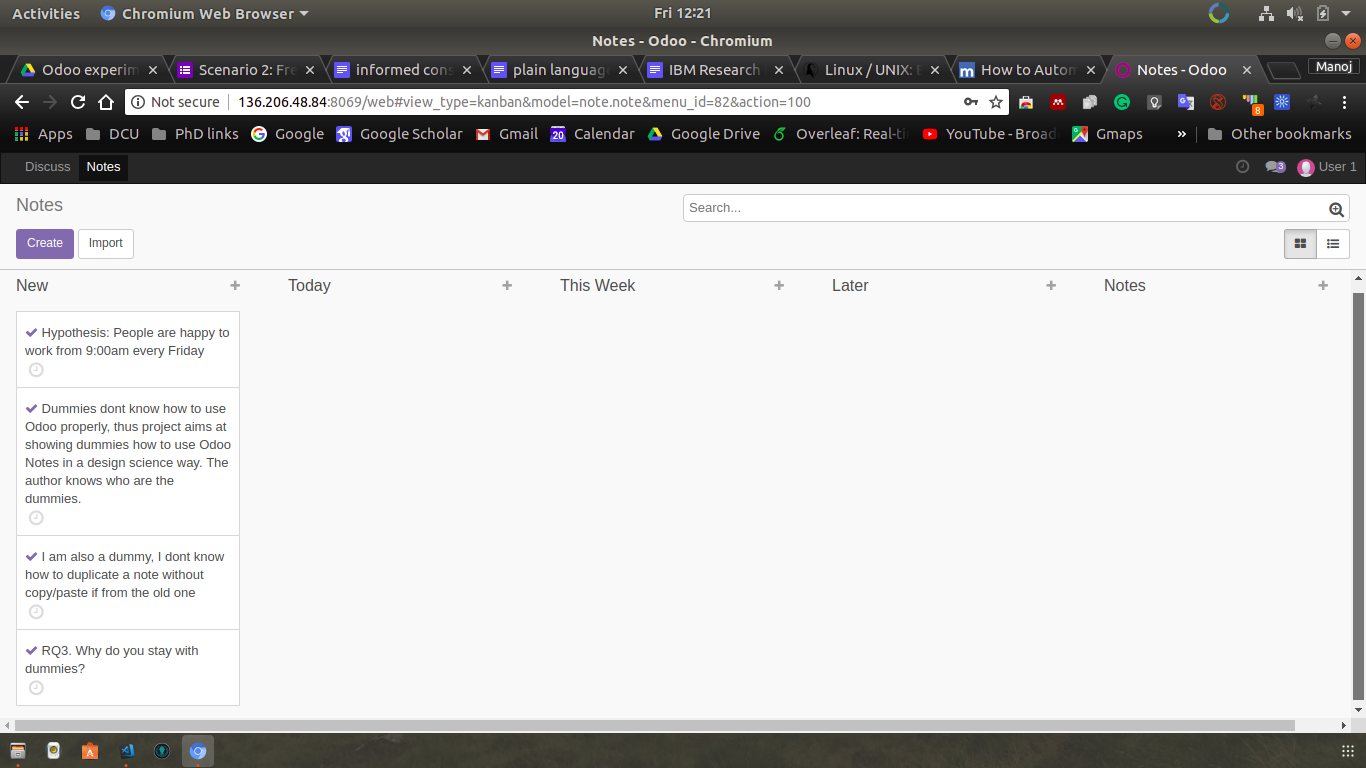 Activities Chromium Web Browser Fri 12:21
Notes - Odoo - Chromium
Odoo experim Scenario 2: Fre informed cons plain language IBM Research Linux / UNIX: E How to Autom Notes - Odoo Manoj
Not secure 136.206.48.84:8069/web#view_type=kanban&model=note.note&menu_id=82&action=100 8
Apps DCU PhD links Google Google Scholar Gmail 20 Calendar Google Drive Overleaf: Real-ti YouTube - Broad Gmaps » Other bookmarks
Discuss Notes 3 User 1
Notes Search...
Create Import
New Today This Week Later Notes
Hypothesis: People are happy to
work from 9:00am every Friday
Dummies dont know how to use
Odoo properly, thus project aims at
showing dummies how to use Odoo
Notes in a design science way. The
author knows who are the
dummies.
I am also a dummy, I dont know
how to duplicate a note without
copy/paste if from the old one
RQ3. Why do you stay with
dummies?